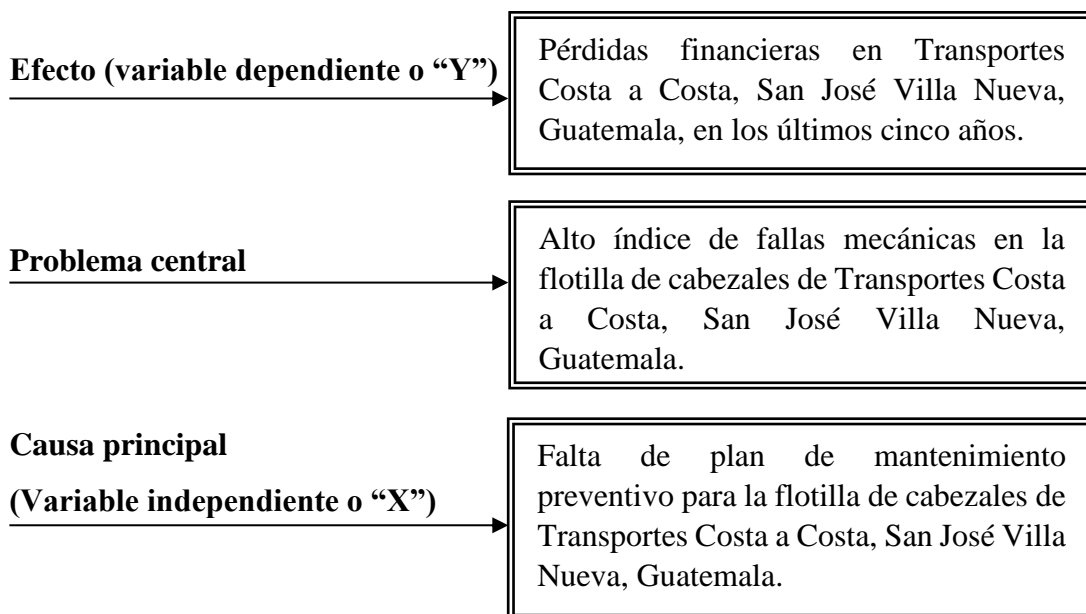 Efecto (variable dependiente o “Y”)
Pérdidas financieras en Transportes
Costa a Costa, San José Villa Nueva,
Guatemala, en los últimos cinco años.
Problema central
Alto índice de fallas mecánicas en la
flotilla de cabezales de Transportes Costa
a Costa, San José Villa Nueva,
Guatemala.
Causa principal
(Variable independiente o “X”)
Falta de plan de mantenimiento
preventivo para la flotilla de cabezales de
Transportes Costa a Costa, San José Villa
Nueva, Guatemala.